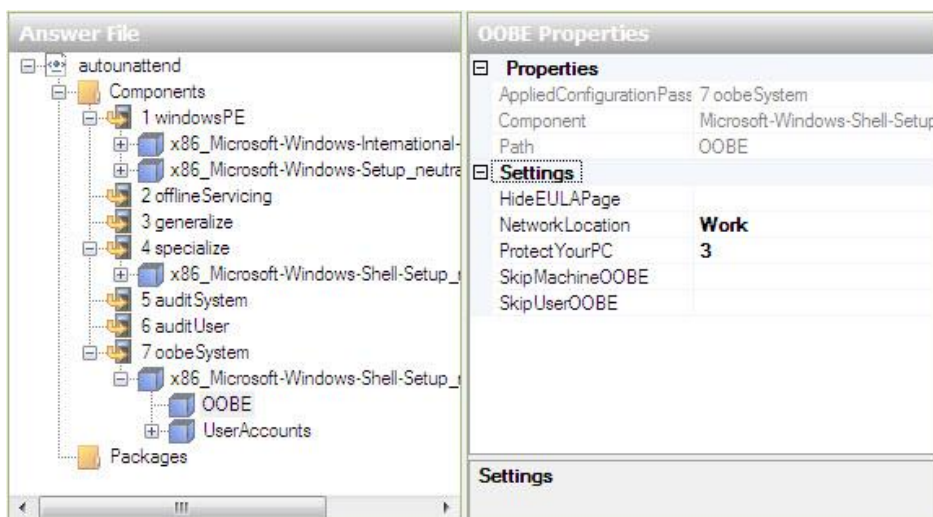 Answer File
autounattend
Components
1 windowsPE
x86_Microsoft-Windows-International-
x86_Microsoft-Windows-Setup_neutra
2 offlineServicing
3 generalize
4 specialize
x86_Microsoft-Windows-Shell-Setup_
5 auditSystem
6 auditUser
7 oobeSystem
x86_Microsoft-Windows-Shell-Setup_
OOBE
UserAccounts
Packages
OOBE Properties
Properties
AppliedConfigurationPass 7 oobeSystem
Component Microsoft-Windows-Shell-Setup
Path OOBE
Settings
HideEULAPage
NetworkLocation Work
ProtectYourPC 3
SkipMachineOOBE
SkipUserOOBE
Settings